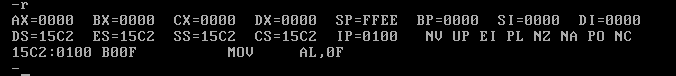 -r
AX=0000  BX=0000  CX=0000  DX=0000  SP=FFEE  BP=0000  SI=0000  DI=0000
DS=15C2  ES=15C2  SS=15C2  CS=15C2  IP=0100   NV UP EI PL NZ NA PO NC
15C2:0100 B00F          MOV     AL,0F
-_